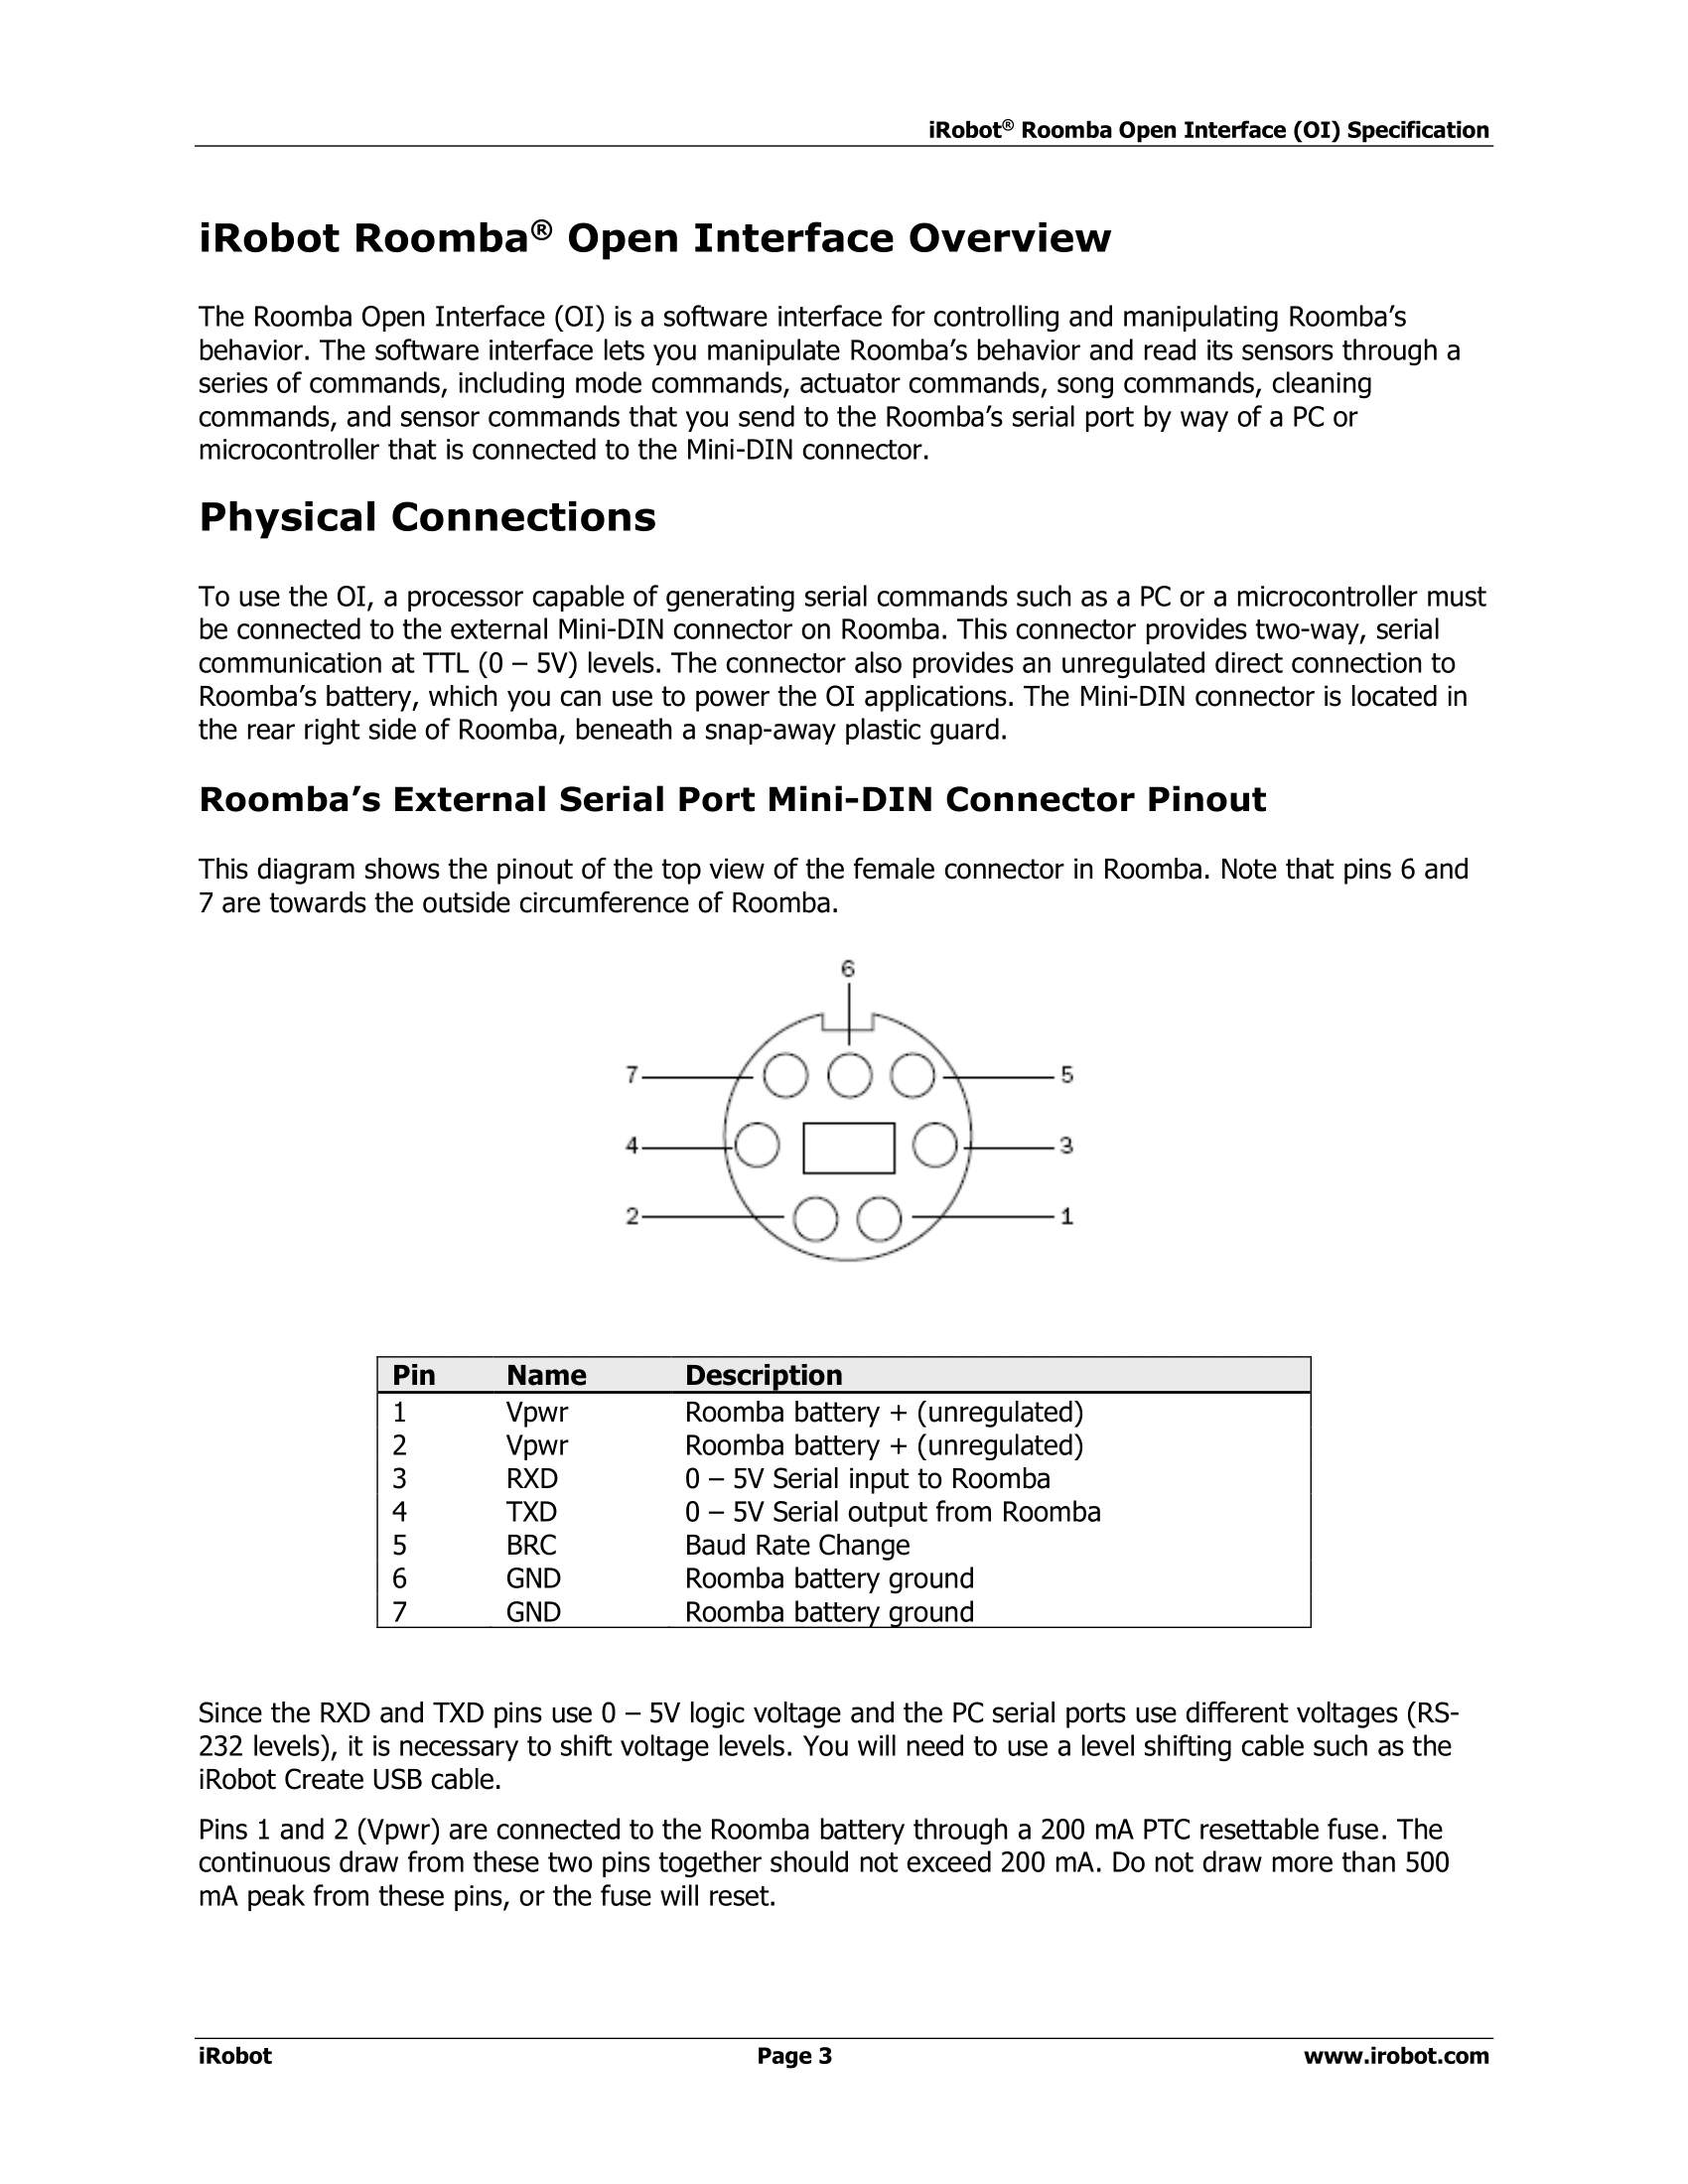 iRobot® Roomba Open Interface (OI) Specification
iRobot Roomba® Open Interface Overview
The Roomba Open Interface (OI) is a software interface for controlling and manipulating Roomba’s
behavior. The software interface lets you manipulate Roomba’s behavior and read its sensors through a
series of commands, including mode commands, actuator commands, song commands, cleaning
commands, and sensor commands that you send to the Roomba’s serial port by way of a PC or
microcontroller that is connected to the Mini-DIN connector.
Physical Connections
To use the OI, a processor capable of generating serial commands such as a PC or a microcontroller must
be connected to the external Mini-DIN connector on Roomba. This connector provides two-way, serial
communication at TTL (0 – 5V) levels. The connector also provides an unregulated direct connection to
Roomba’s battery, which you can use to power the OI applications. The Mini-DIN connector is located in
the rear right side of Roomba, beneath a snap-away plastic guard.
Roomba’s External Serial Port Mini-DIN Connector Pinout
This diagram shows the pinout of the top view of the female connector in Roomba. Note that pins 6 and
7 are towards the outside circumference of Roomba.
6
7 5
4 3
2 1
Pin Name Description
1 Vpwr Roomba battery + (unregulated)
2 Vpwr Roomba battery + (unregulated)
3 RXD 0 – 5V Serial input to Roomba
4 TXD 0 – 5V Serial output from Roomba
5 BRC Baud Rate Change
6 GND Roomba battery ground
7 GND Roomba battery ground
Since the RXD and TXD pins use 0 – 5V logic voltage and the PC serial ports use different voltages (RS-
232 levels), it is necessary to shift voltage levels. You will need to use a level shifting cable such as the
iRobot Create USB cable.
Pins 1 and 2 (Vpwr) are connected to the Roomba battery through a 200 mA PTC resettable fuse. The
continuous draw from these two pins together should not exceed 200 mA. Do not draw more than 500
mA peak from these pins, or the fuse will reset.
iRobot Page 3 www.irobot.com